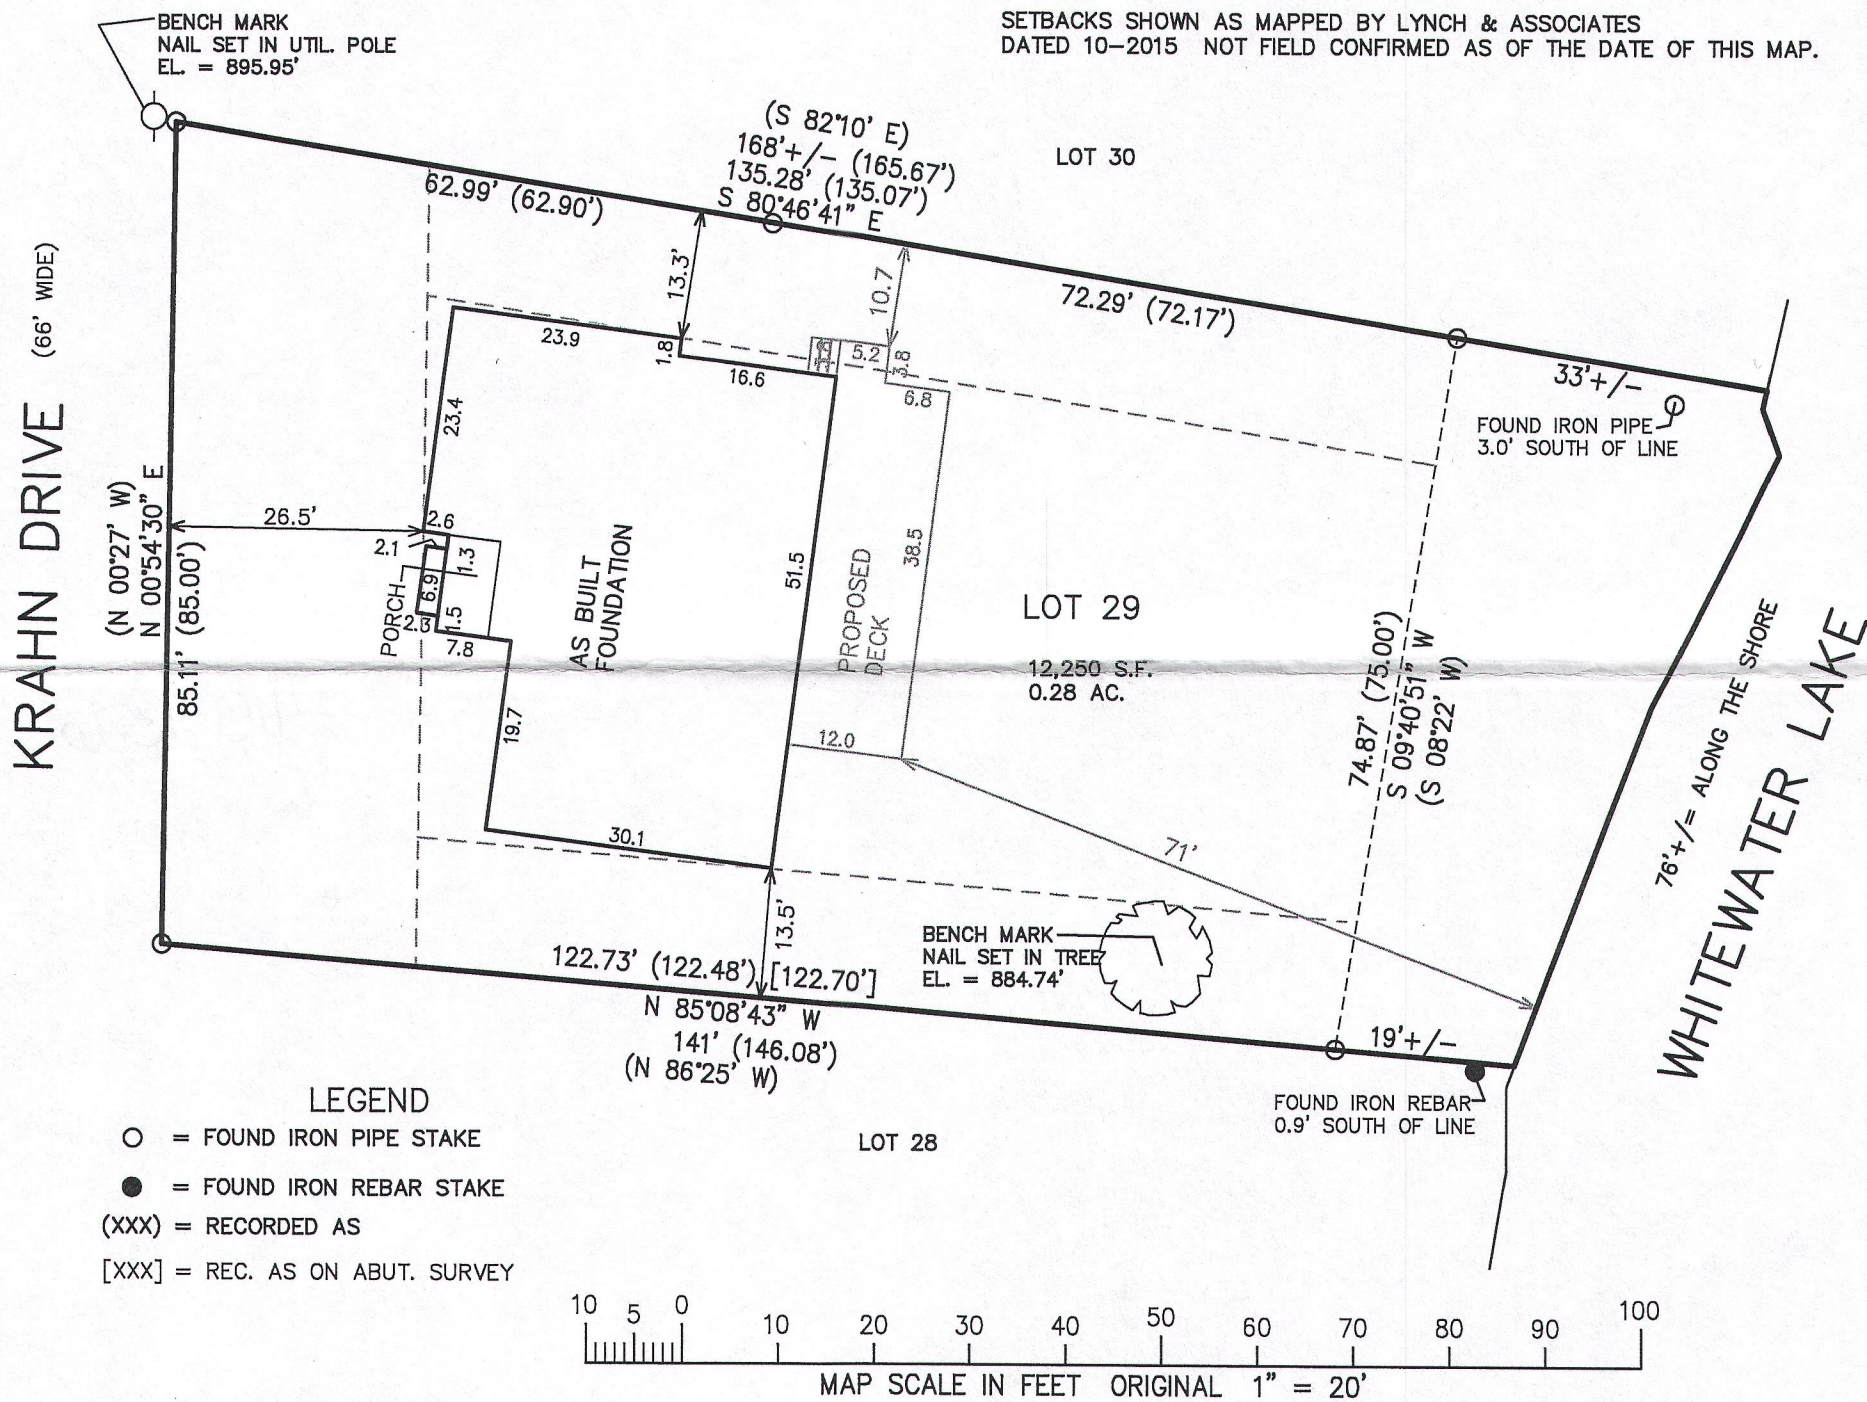 BENCH MARK
NAIL SET IN UTIL. POLE
EL. = 895.95'
SETBACKS SHOWN AS MAPPED BY LYNCH & ASSOCIATES
DATED 10-2015 NOT FIELD CONFIRMED AS OF THE DATE OF THIS MAP.
(S 82°10' E)
168'+/- (165.67')
135.28' (135.07')
S 80°46'41" E
LOT 30
62.99' (62.90')
13.3'
10.7
72.29' (72.17')
33'+/-
FOUND IRON PIPE
3.0' SOUTH OF LINE
KRAHN DRIVE (66' WIDE)
(N 00°27' W)
N 00°54'30" E
85.11' (85.00')
26.5'
23.9
1.8
16.6
5.2
3.8
6.8
23.4
2.6
2.1
1.3
6.9
PORCH
2.3
1.5
7.8
19.7
30.1
51.5
38.5
12.0
AS BUILT
FOUNDATION
PROPOSED
DECK
LOT 29
12,250 S.F.
0.28 AC.
74.87' (75.00')
S 09°40'51" W
(S 08°22' W)
76'+/= ALONG THE SHORE
WHITEWATER LAKE
71'
13.5'
BENCH MARK
NAIL SET IN TREE
EL. = 884.74'
122.73' (122.48') [122.70']
N 85°08'43" W
141' (146.08')
(N 86°25' W)
19'+/-
FOUND IRON REBAR
0.9' SOUTH OF LINE
LOT 28
LEGEND
= FOUND IRON PIPE STAKE
= FOUND IRON REBAR STAKE
(XXX) = RECORDED AS
[XXX] = REC. AS ON ABUT. SURVEY
10 5 0 10 20 30 40 50 60 70 80 90 100
MAP SCALE IN FEET ORIGINAL 1" = 20'